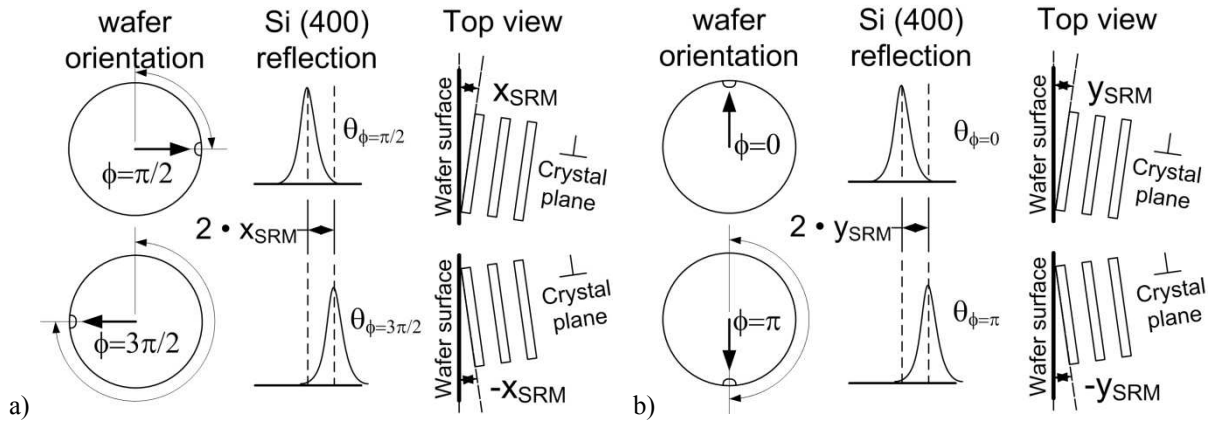 wafer orientation
Si (400) reflection
Top view
ϕ=π/2
θϕ=π/2
Wafer surface
xSRM
Crystal plane
2 • xSRM
ϕ=3π/2
θϕ=3π/2
Wafer surface
Crystal plane
-xSRM
a)
wafer orientation
Si (400) reflection
Top view
ϕ=0
θϕ=0
Wafer surface
ySRM
Crystal plane
2 • ySRM
ϕ=π
θϕ=π
Wafer surface
Crystal plane
-ySRM
b)